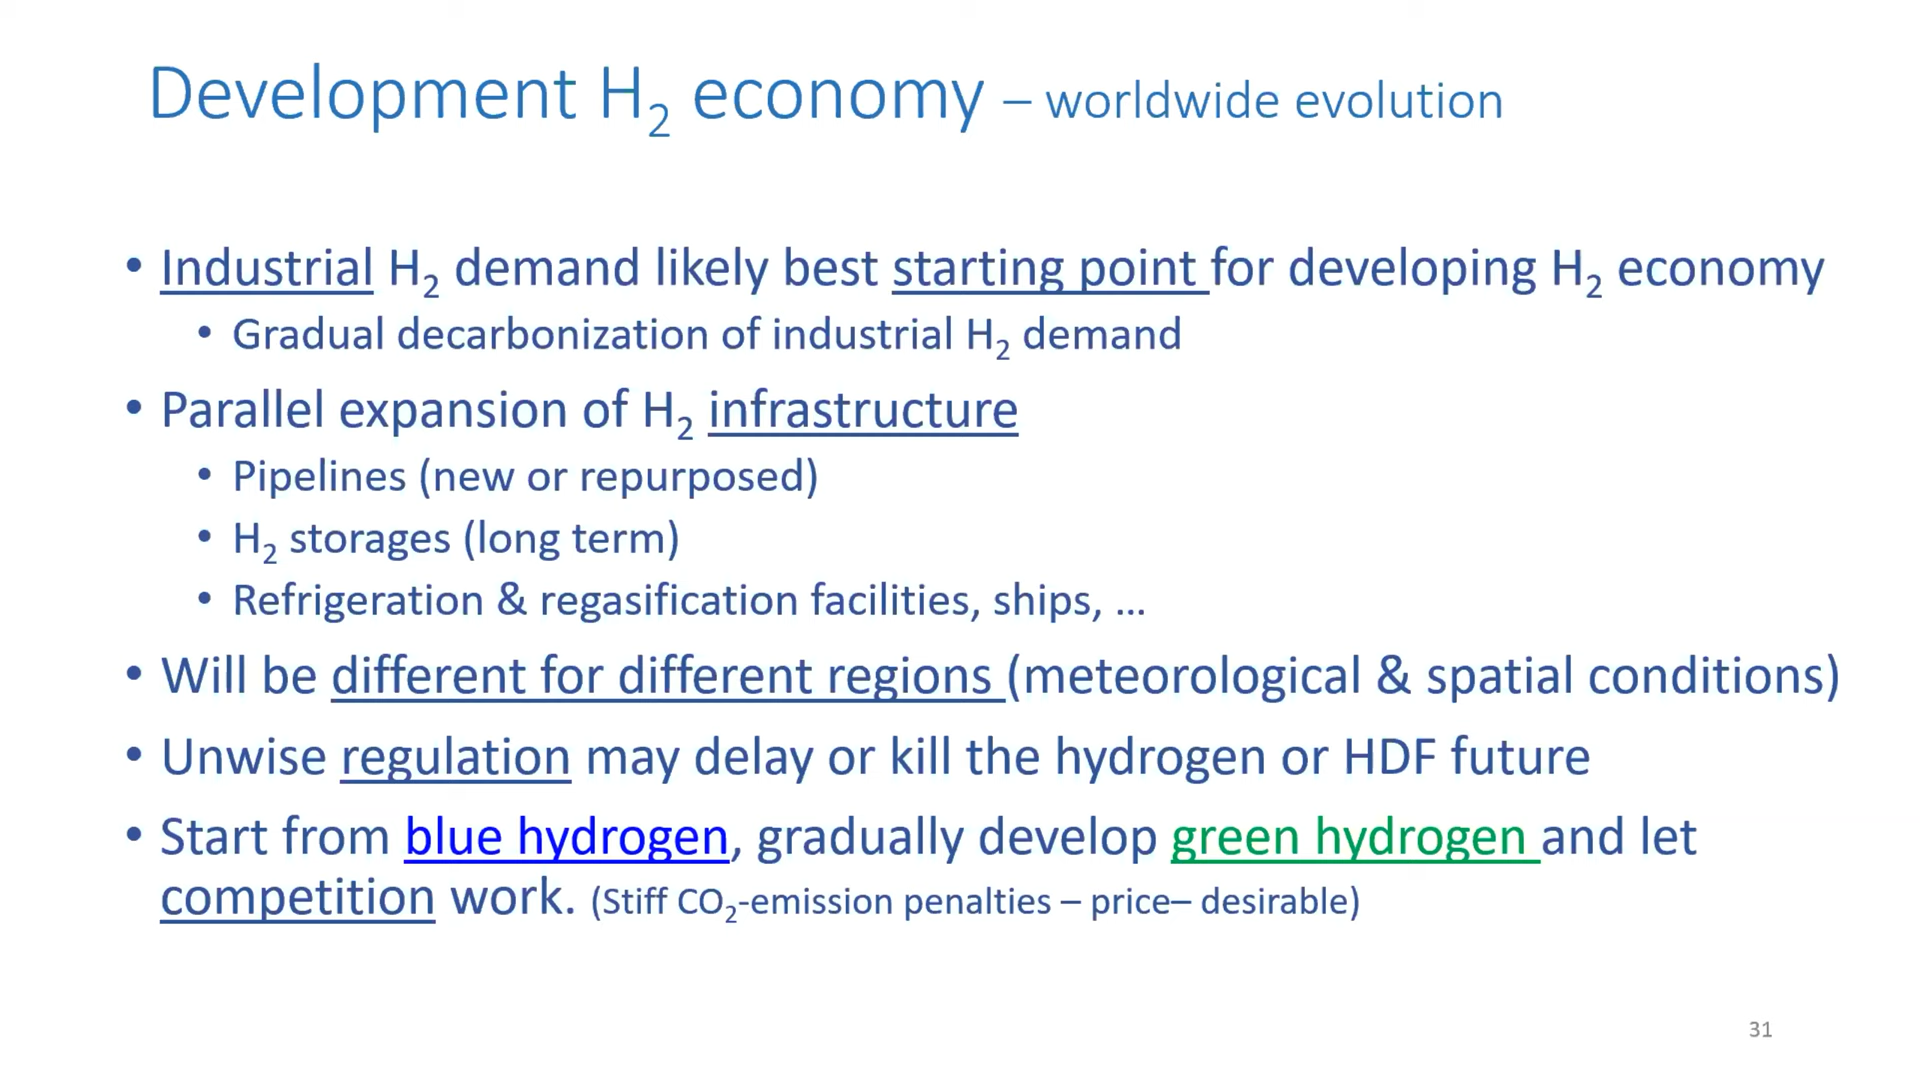 Development H₂ economy – worldwide evolution
• Industrial H₂ demand likely best starting point for developing H₂ economy
• Gradual decarbonization of industrial H₂ demand
• Parallel expansion of H₂ infrastructure
• Pipelines (new or repurposed)
• H₂ storages (long term)
• Refrigeration & regasification facilities, ships, …
• Will be different for different regions (meteorological & spatial conditions)
• Unwise regulation may delay or kill the hydrogen or HDF future
• Start from blue hydrogen, gradually develop green hydrogen and let
competition work. (Stiff CO₂-emission penalties – price– desirable)
31